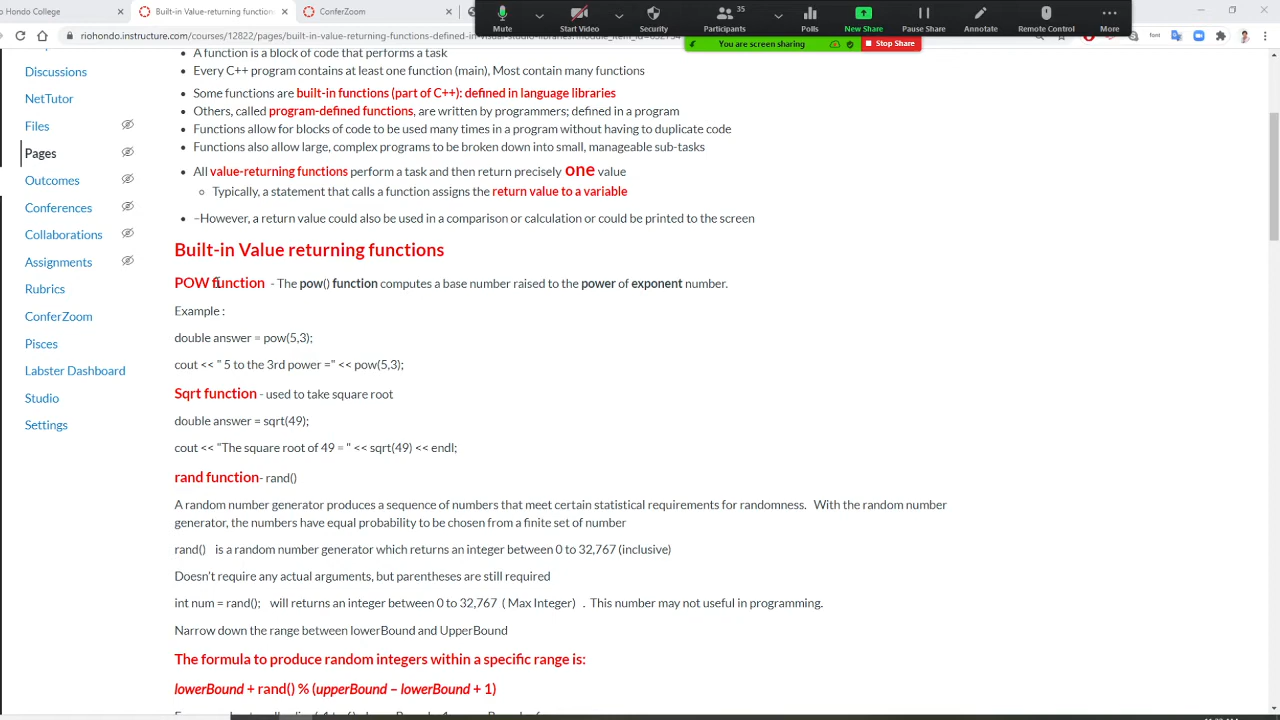 o Hondo College
Built-in Value-returning function
ConferZoom
35
Mute
Start Video
Security
Participants
Polls
New Share
Pause Share
Annotate
Remote Control
More
You are screen sharing
Stop Share
A function is a block of code that performs a task
Discussions
NetTutor
Files
Pages
Outcomes
Conferences
Collaborations
Assignments
Rubrics
ConferZoom
Pisces
Labster Dashboard
Studio
Settings
Every C++ program contains at least one function (main), Most contain many functions
Some functions are built-in functions (part of C++): defined in language libraries
Others, called program-defined functions, are written by programmers; defined in a program
Functions allow for blocks of code to be used many times in a program without having to duplicate code
Functions also allow large, complex programs to be broken down into small, manageable sub-tasks
All value-returning functions perform a task and then return precisely one value
Typically, a statement that calls a function assigns the return value to a variable
–However, a return value could also be used in a comparison or calculation or could be printed to the screen
Built-in Value returning functions
POW function - The pow() function computes a base number raised to the power of exponent number.
Example :
double answer = pow(5,3);
cout << " 5 to the 3rd power =" << pow(5,3);
Sqrt function - used to take square root
double answer = sqrt(49);
cout << "The square root of 49 = " << sqrt(49) << endl;
rand function- rand()
A random number generator produces a sequence of numbers that meet certain statistical requirements for randomness. With the random number
generator, the numbers have equal probability to be chosen from a finite set of number
rand() is a random number generator which returns an integer between 0 to 32,767 (inclusive)
Doesn't require any actual arguments, but parentheses are still required
int num = rand(); will returns an integer between 0 to 32,767 ( Max Integer) . This number may not useful in programming.
Narrow down the range between lowerBound and UpperBound
The formula to produce random integers within a specific range is:
lowerBound + rand() % (upperBound – lowerBound + 1)